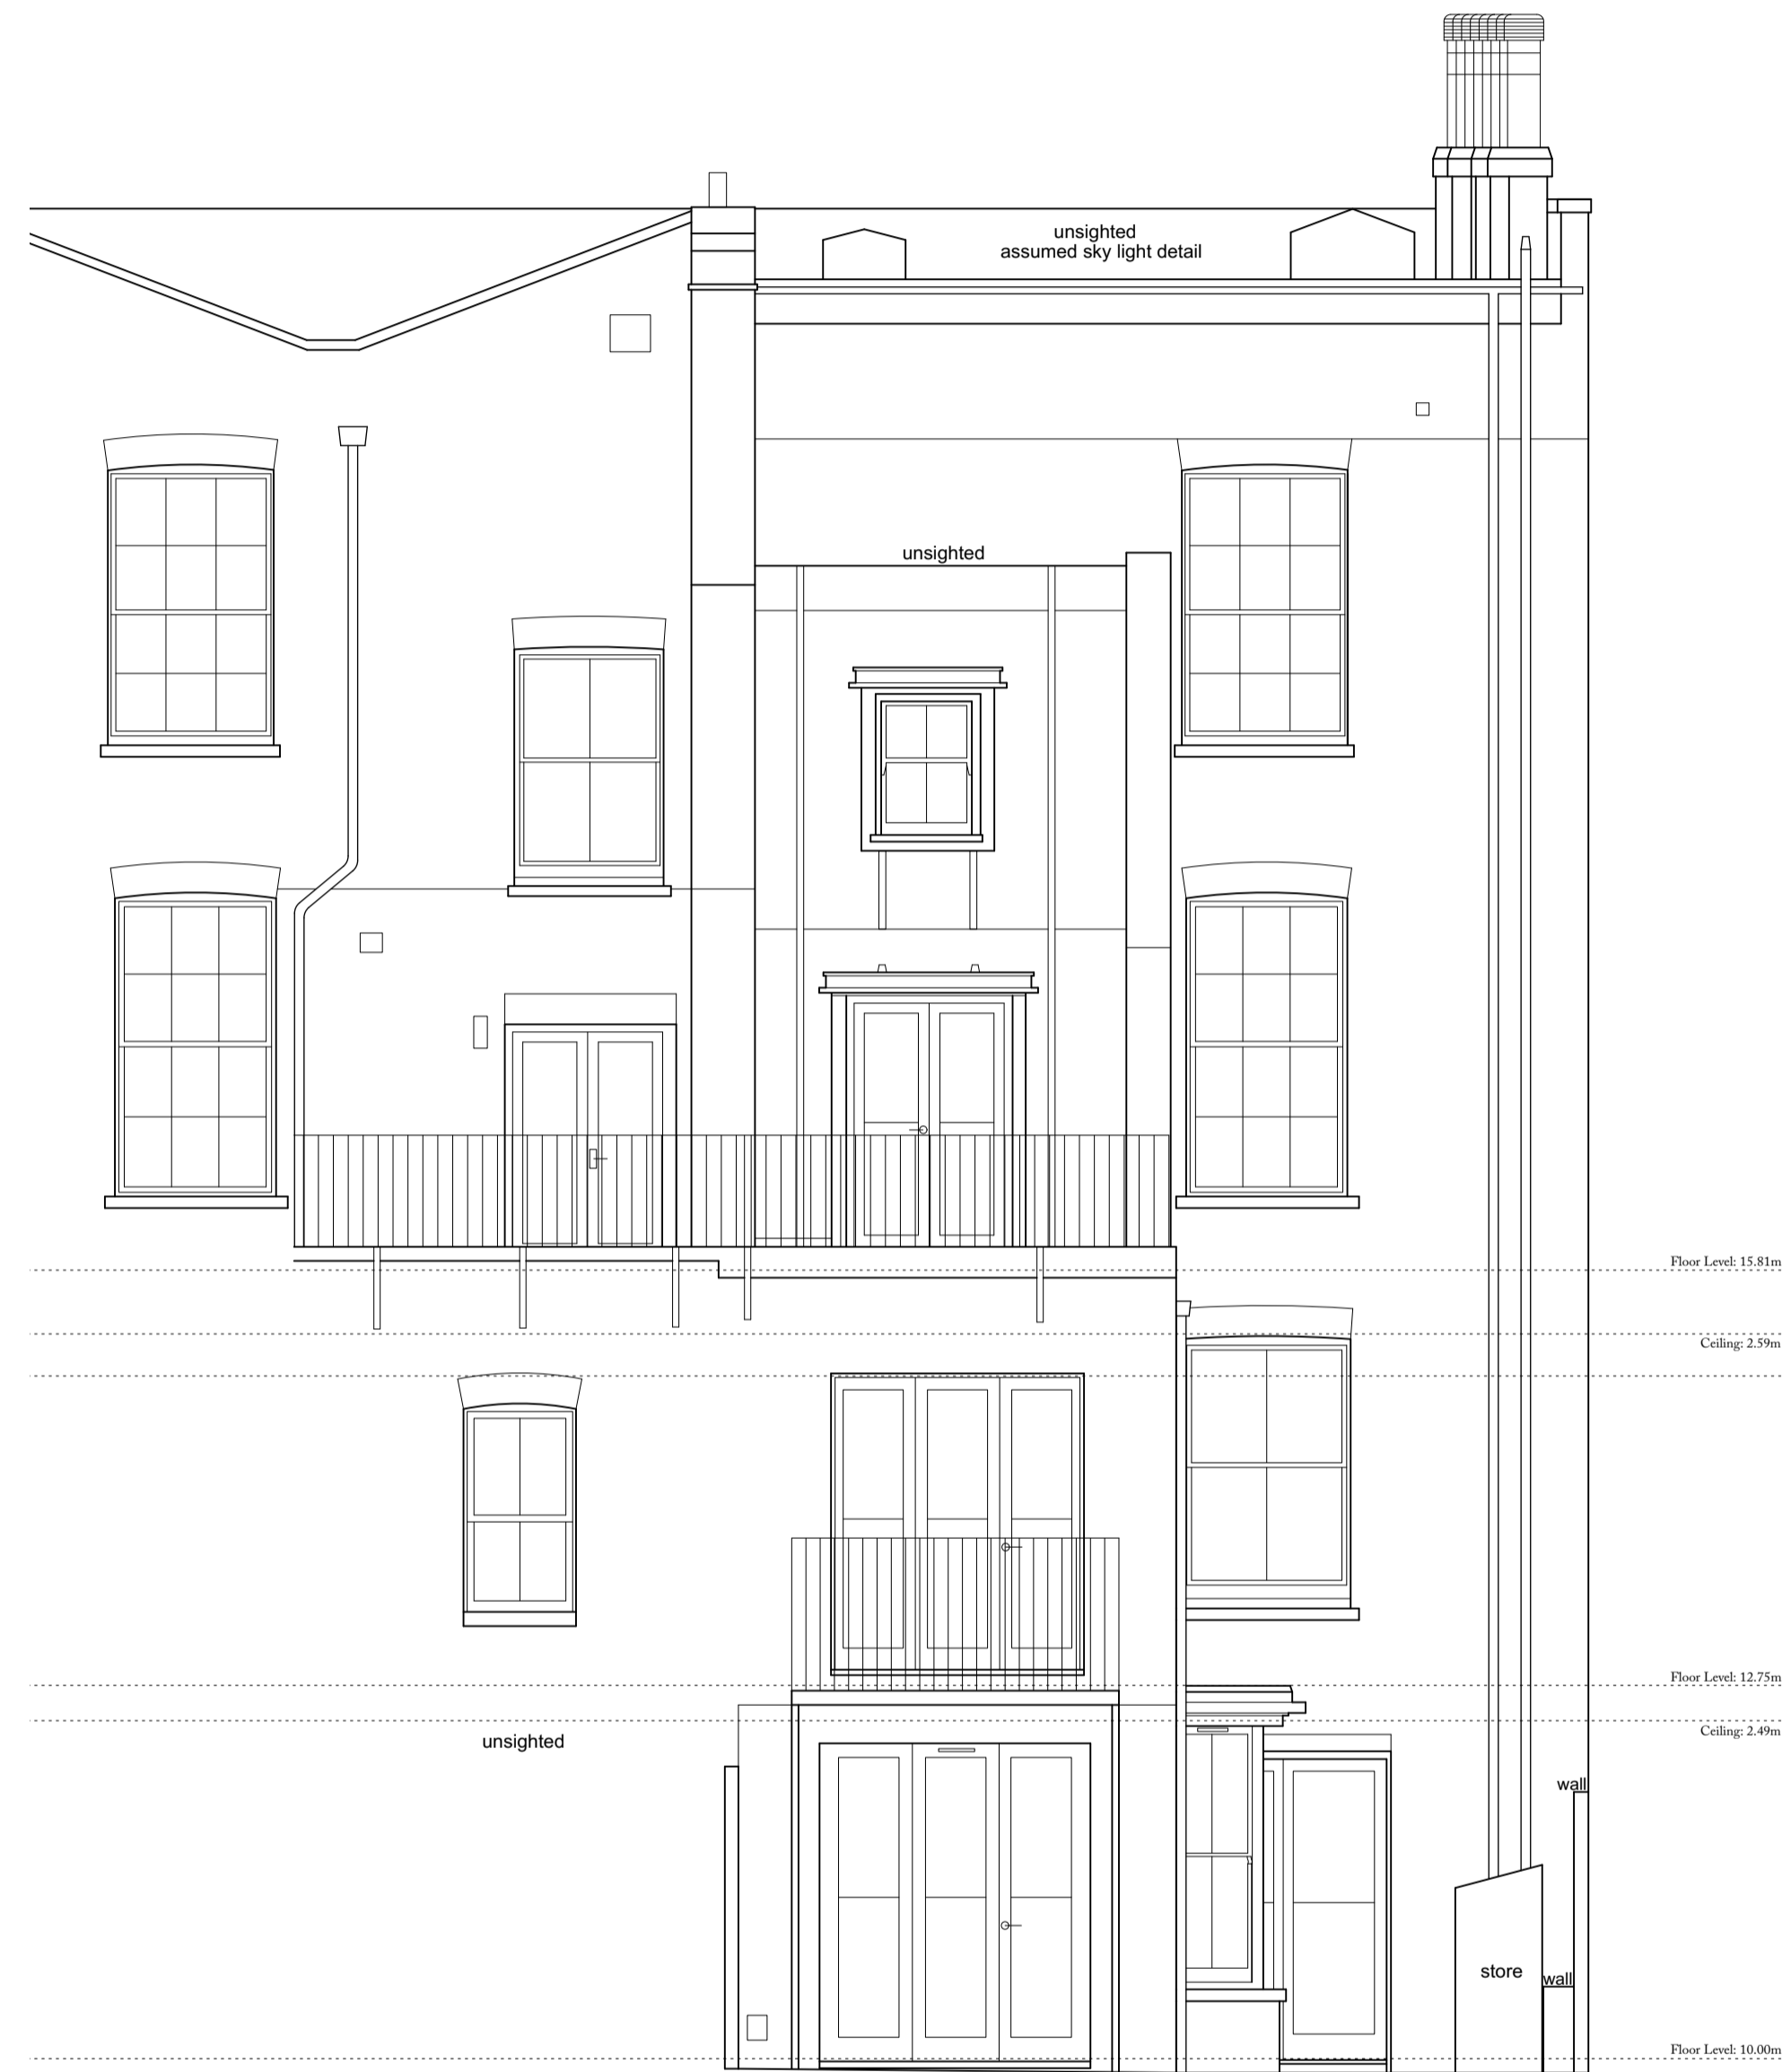 unsighted
assumed sky light detail
unsighted
Floor Level: 15.81m
Ceiling: 2.59m
Floor Level: 12.75m
Ceiling: 2.49m
unsighted
wall
store
wall
Floor Level: 10.00m